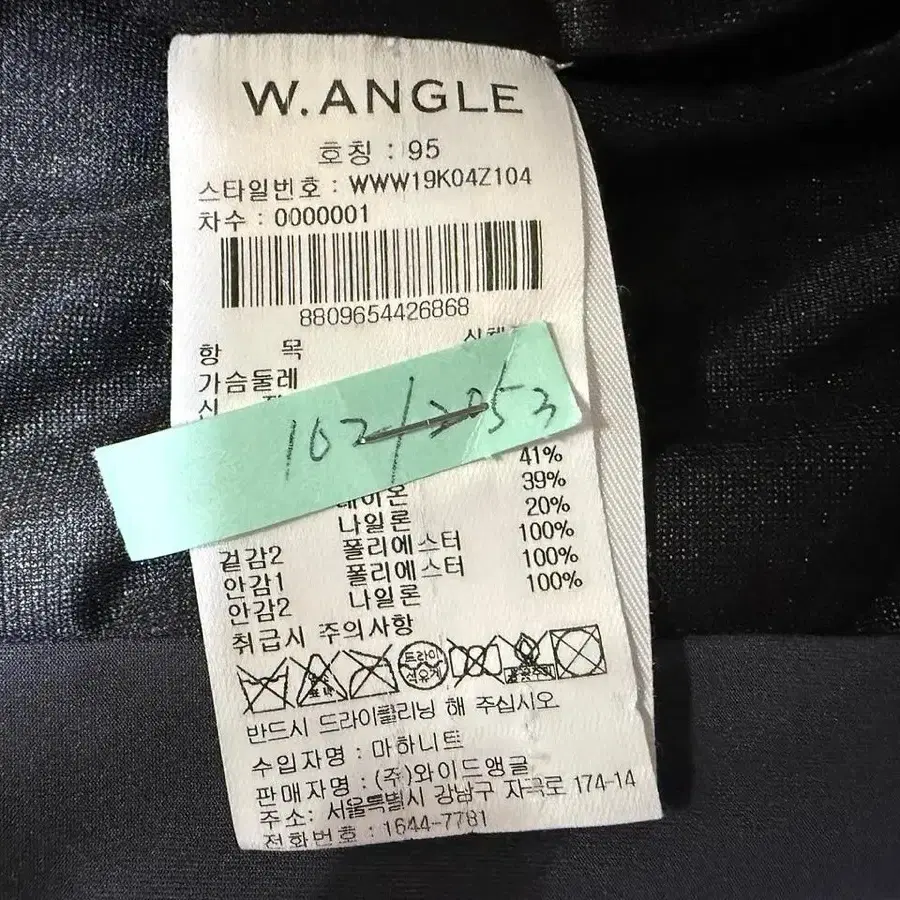 W.ANGLE
호칭 : 95
스타일번호 : WWW19K04Z104
차수 : 0000001
8809654426868
항 목
가슴둘레
41%
39%
나일론 20%
겉감2 폴리에스터 100%
안감1 폴리에스터 100%
안감2 나일론 100%
취급시 주의사항
드라이
석유계
반드시 드라이클리닝 해 주십시오
수입자명 : 마하니트
판매자명 : (주)와이드앵글
주소: 서울특별시 강남구 자곡로 174-14
전화번호 : 1644-7781